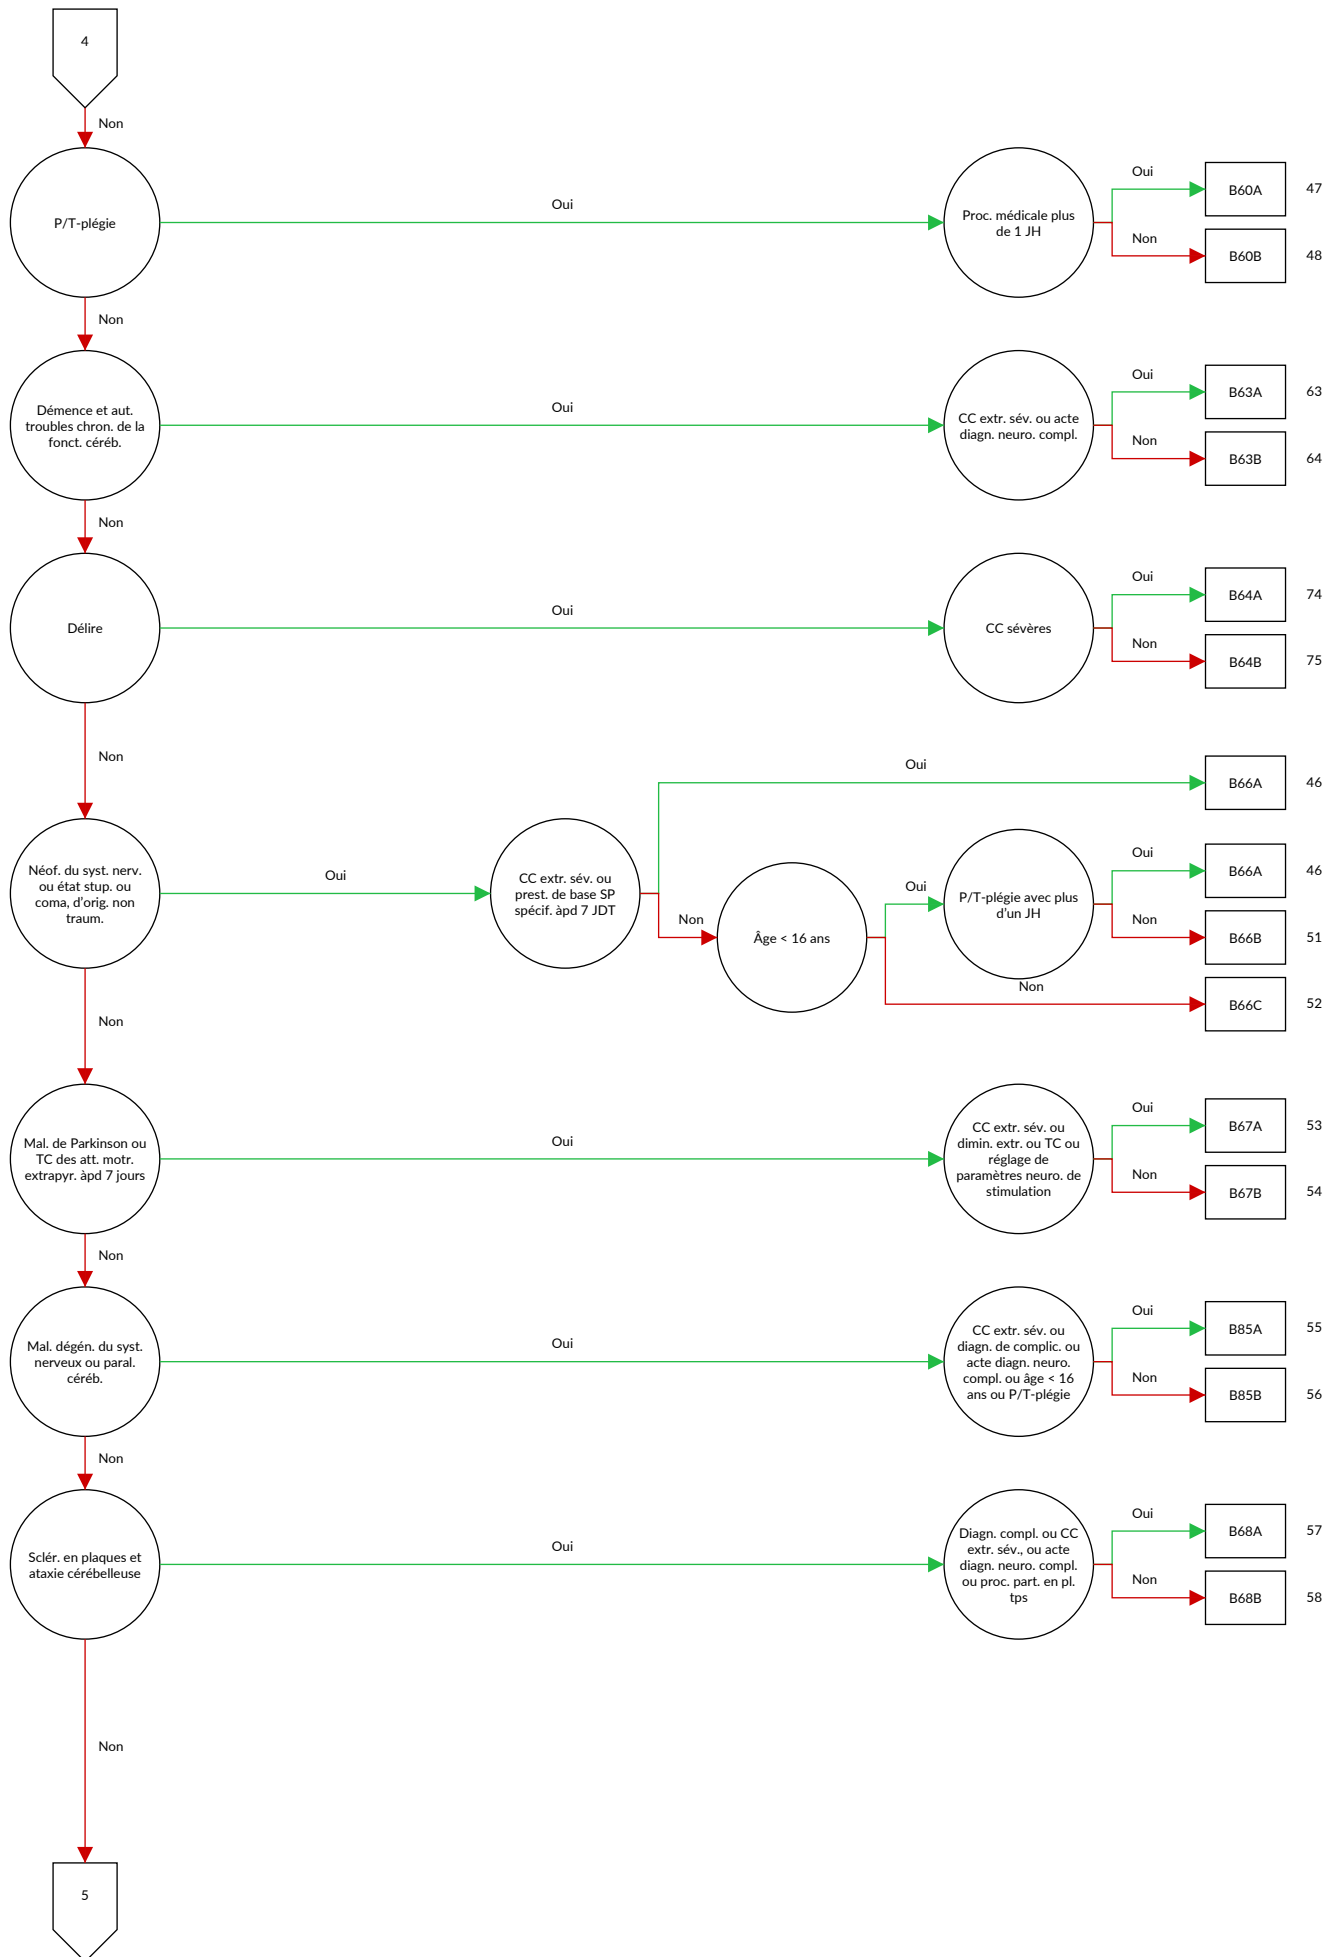 4
Non
P/T-plégie
Oui
Proc. médicale plus
de 1 JH
Oui
B60A
47
Non
B60B
48
Non
Démence et aut.
troubles chron. de la
fonct. céréb.
Oui
CC extr. sév. ou acte
diagn. neuro. compl.
Oui
B63A
63
Non
B63B
64
Non
Délire
Oui
CC sévères
Oui
B64A
74
Non
B64B
75
Non
Néof. du syst. nerv.
ou état stup. ou
coma, d’orig. non
traum.
Oui
CC extr. sév. ou
prest. de base SP
spécif. àpd 7 JDT
Oui
B66A
46
Non
Âge < 16 ans
Oui
P/T-plégie avec plus
d’un JH
Oui
B66A
46
Non
B66B
51
Non
B66C
52
Non
Mal. de Parkinson ou
TC des att. motr.
extrapyr. àpd 7 jours
Oui
CC extr. sév. ou
dimin. extr. ou TC ou
réglage de
paramètres neuro. de
stimulation
Oui
B67A
53
Non
B67B
54
Non
Mal. dégén. du syst.
nerveux ou paral.
céréb.
Oui
CC extr. sév. ou
diagn. de complic. ou
acte diagn. neuro.
compl. ou âge < 16
ans ou P/T-plégie
Oui
B85A
55
Non
B85B
56
Non
Sclér. en plaques et
ataxie cérébelleuse
Oui
Diagn. compl. ou CC
extr. sév., ou acte
diagn. neuro. compl.
ou proc. part. en pl.
tps
Oui
B68A
57
Non
B68B
58
Non
5